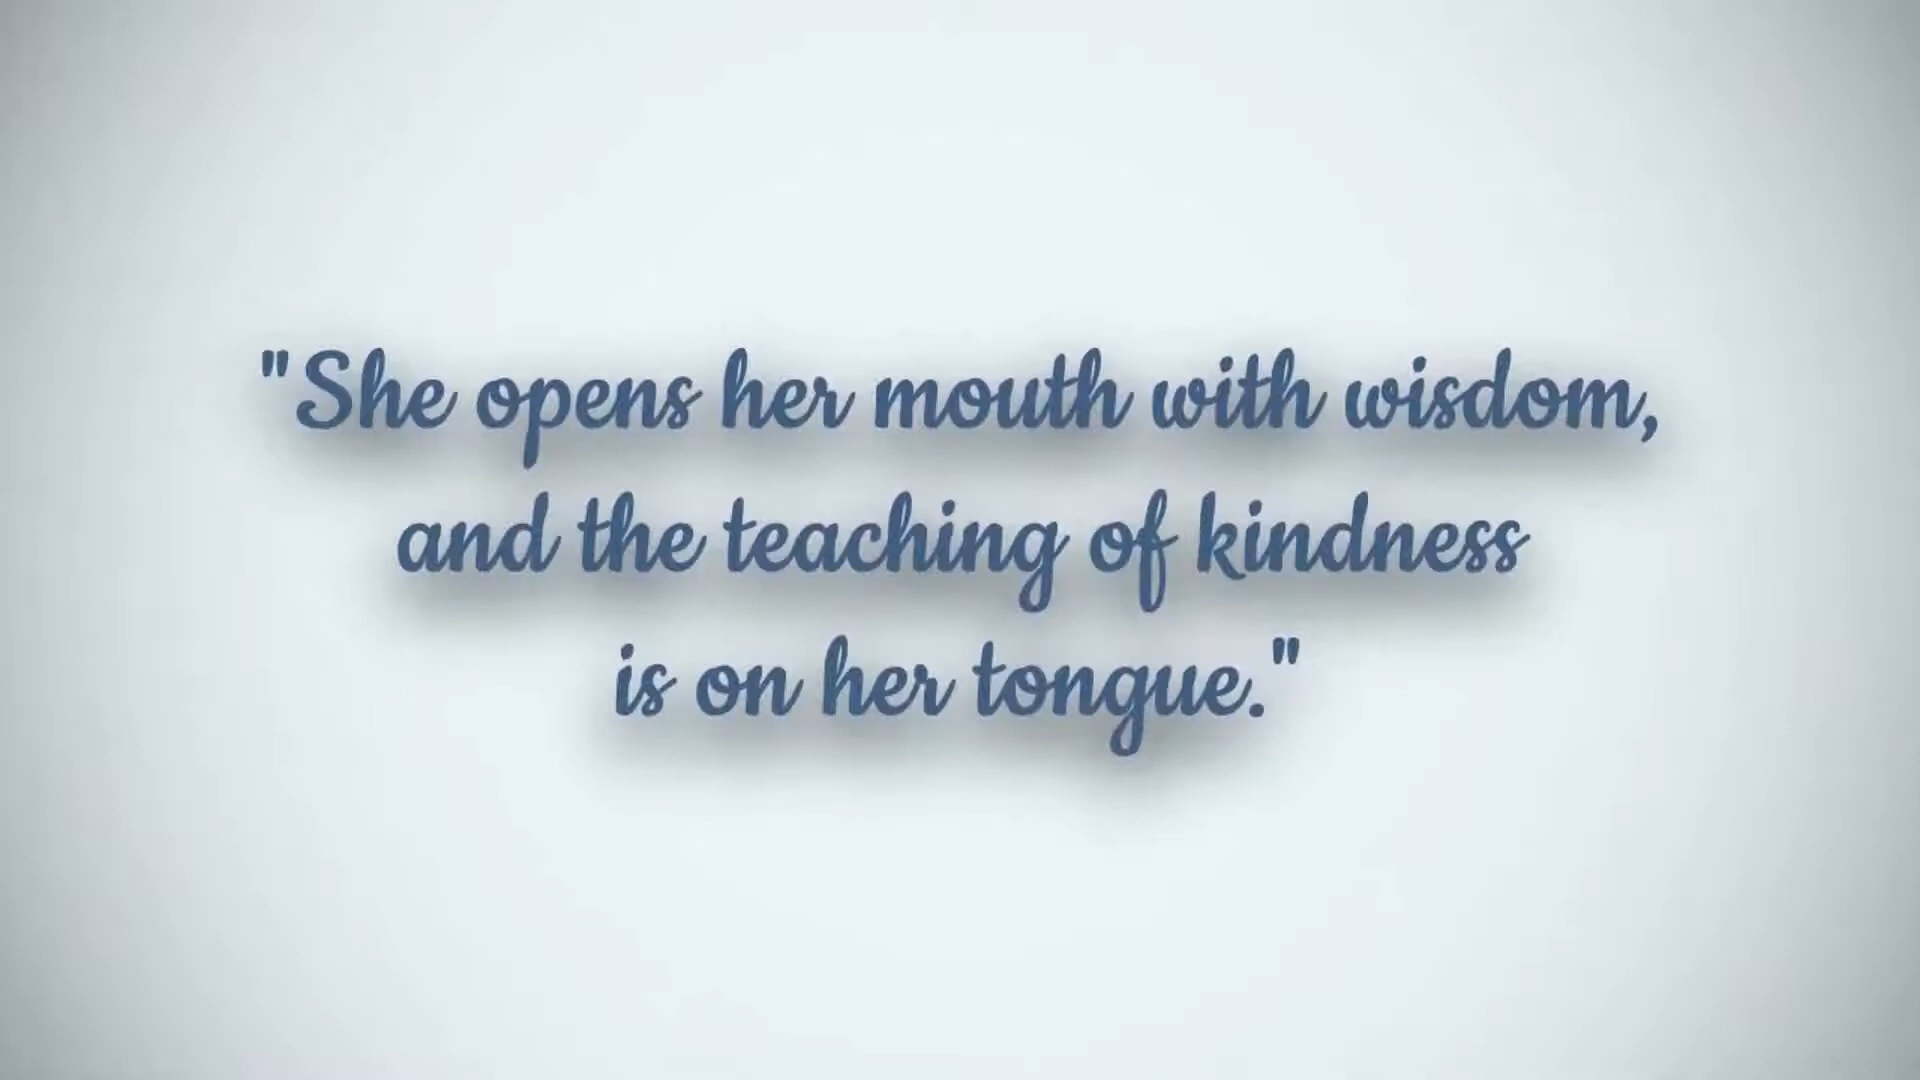 "She opens her mouth with wisdom,
and the teaching of kindness
is on her tongue."